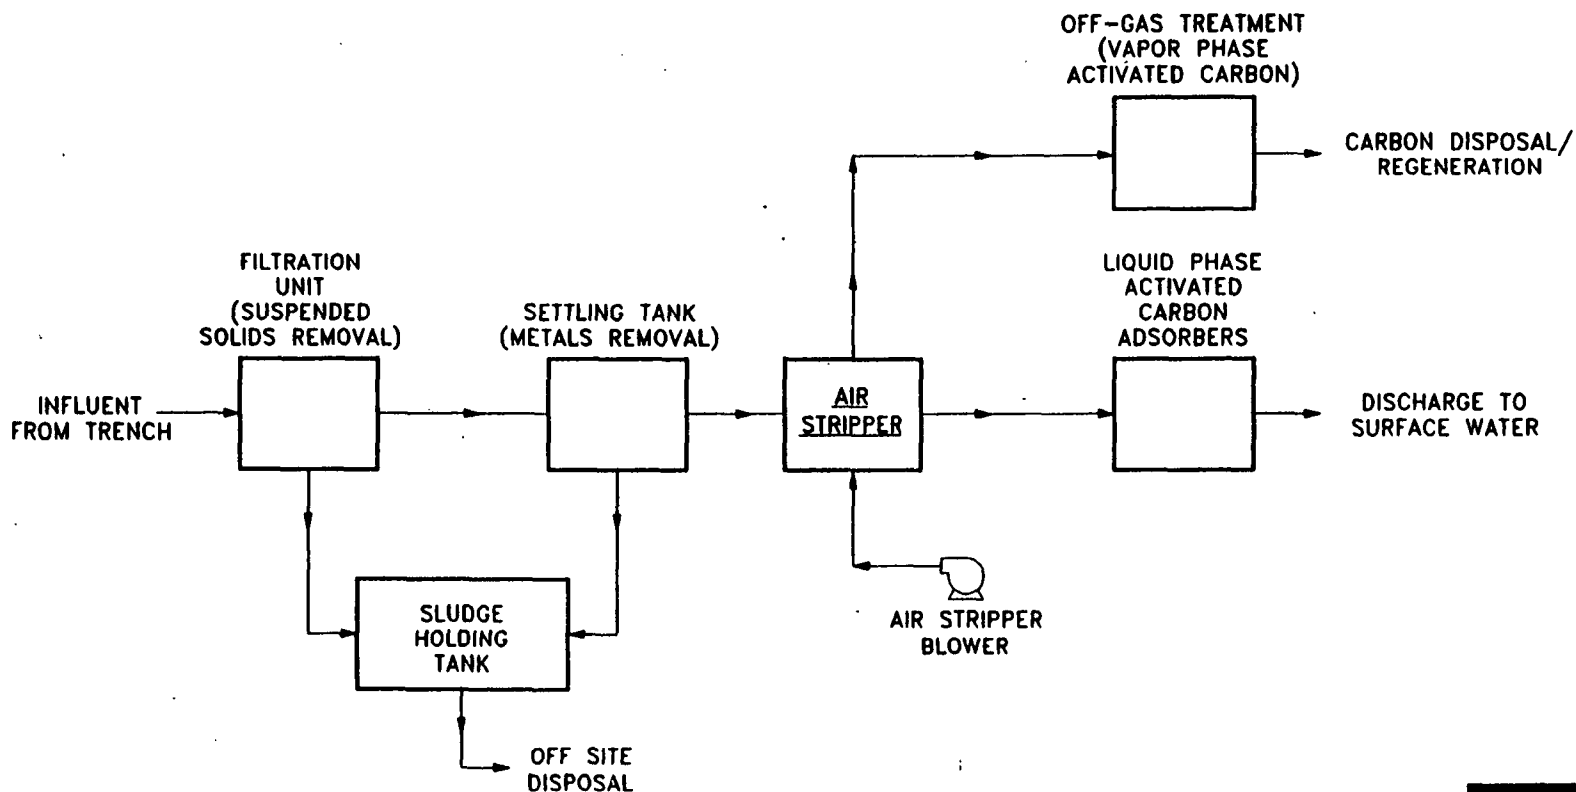 OFF-GAS TREATMENT
(VAPOR PHASE
ACTIVATED CARBON)
CARBON DISPOSAL/
REGENERATION
FILTRATION
UNIT
(SUSPENDED
SOLIDS REMOVAL)
SETTLING TANK
(METALS REMOVAL)
LIQUID PHASE
ACTIVATED
CARBON
ADSORBERS
INFLUENT
FROM TRENCH
AIR
STRIPPER
DISCHARGE TO
SURFACE WATER
SLUDGE
HOLDING
TANK
AIR STRIPPER
BLOWER
OFF SITE
DISPOSAL